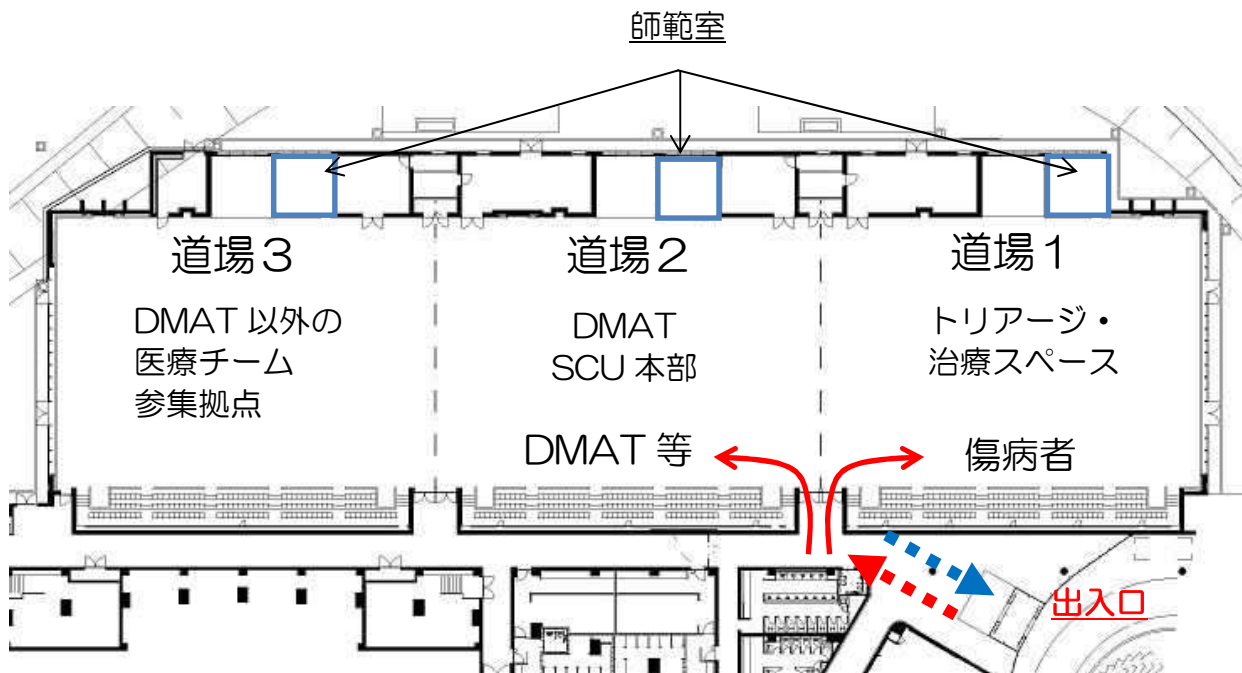 師範室
道場３
道場２
道場１
DMAT 以外の
医療チーム
参集拠点
DMAT
SCU 本部
トリアージ・
治療スペース
DMAT 等
傷病者
出入口